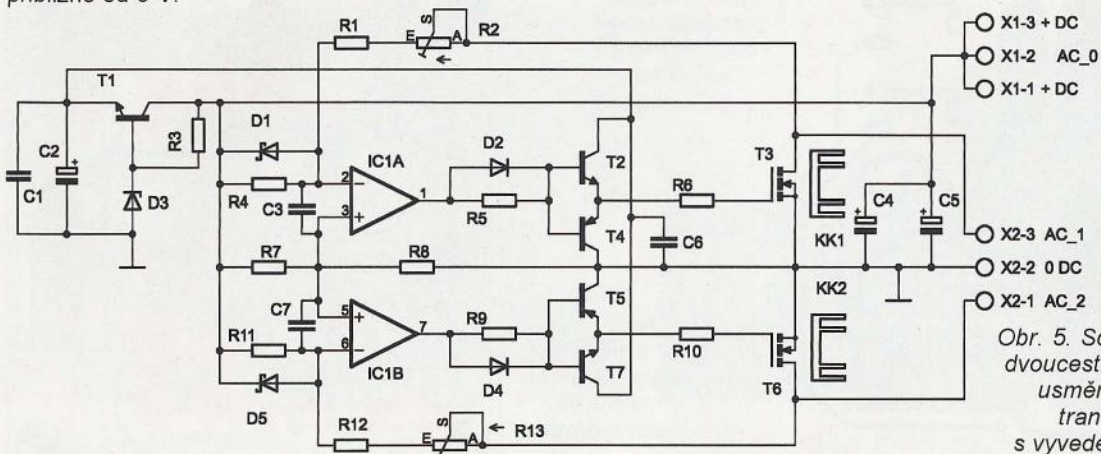 přibližně od 6 V.
R1
S
E
A
R2
X1-3 + DC
X1-2 AC_0
X1-1 + DC
T1
R3
D1
IC1A
D2
T2
T3
C1
C2
D3
R4
C3
2
3
1
R5
T4
R6
KK1
C4
C5
C6
R7
R8
X2-3 AC_1
X2-2 0 DC
X2-1 AC_2
C7
5
6
7
R9
T5
KK2
R11
IC1B
D4
T7
R10
T6
D5
R12
S
E
A
R13
Obr. 5.
dvoucest
usměr
tran
s vyvede